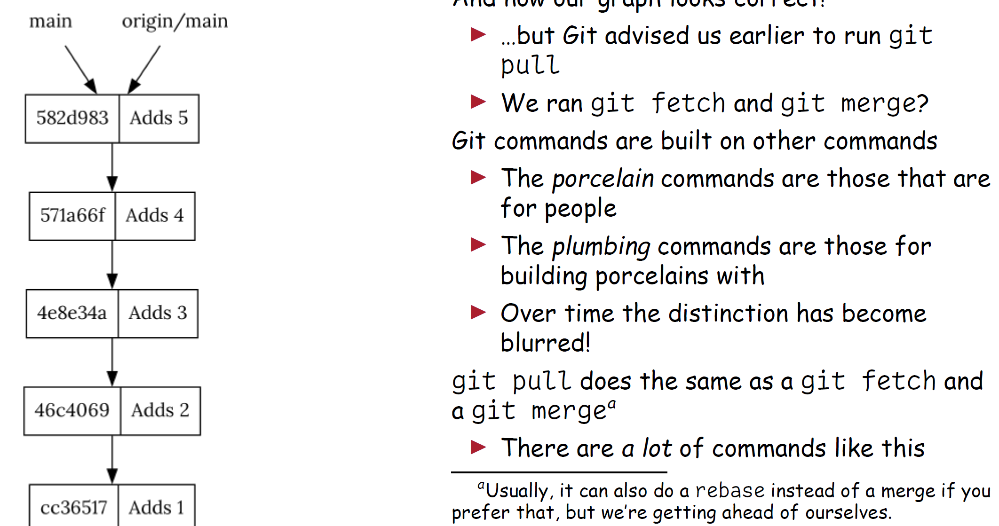 main origin/main
582d983 Adds 5
571a66f Adds 4
4e8e34a Adds 3
46c4069 Adds 2
cc36517 Adds 1
And now our graph looks correct!
...but Git advised us earlier to run git
pull
We ran git fetch and git merge?
Git commands are built on other commands
The porcelain commands are those that are
for people
The plumbing commands are those for
building porcelains with
Over time the distinction has become
blurred!
git pull does the same as a git fetch and
a git merge^a
There are a lot of commands like this
^aUsually, it can also do a rebase instead of a merge if you
prefer that, but we're getting ahead of ourselves.